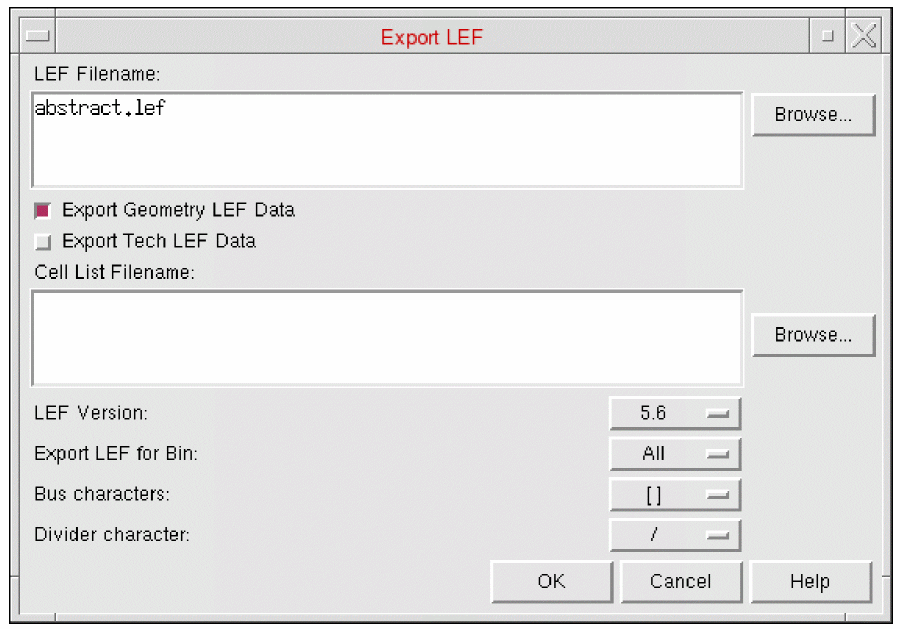 Export LEF
LEF Filename:
abstract.lef
Browse...
Export Geometry LEF Data
Export Tech LEF Data
Cell List Filename:
Browse...
LEF Version: 5.6
Export LEF for Bin: All
Bus characters: []
Divider character: /
OK Cancel Help